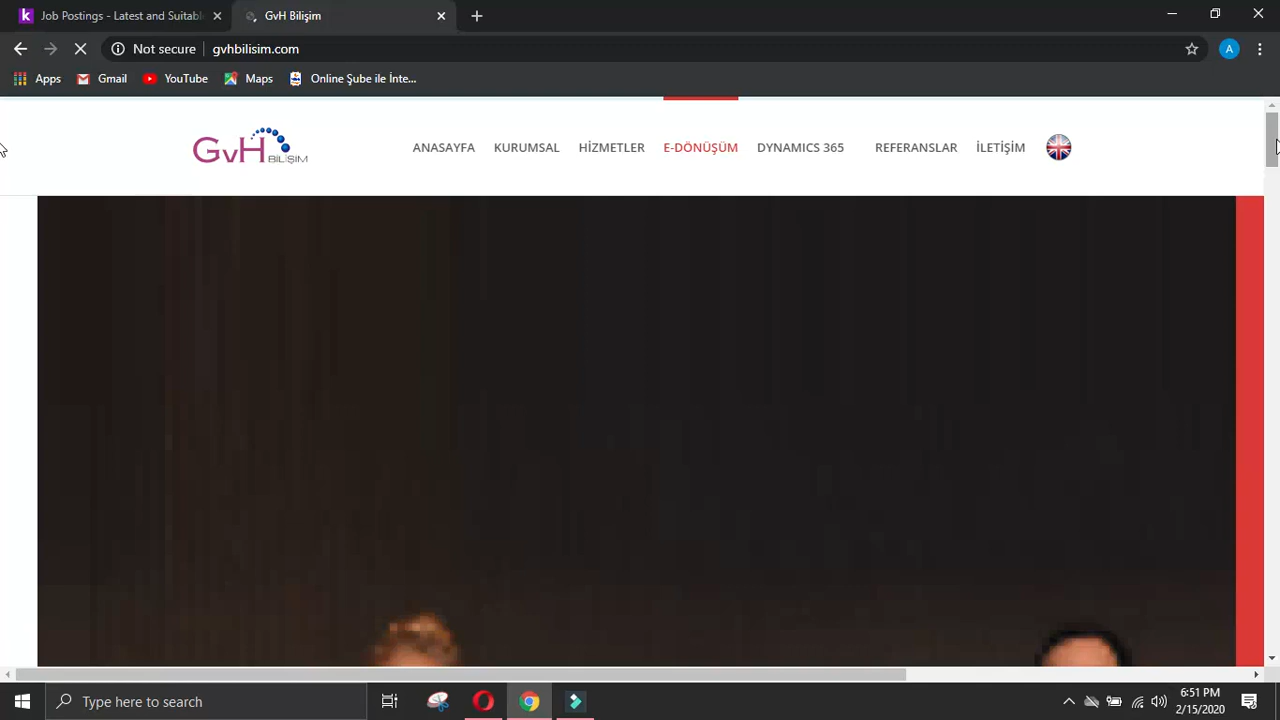 Job Postings - Latest and Suitabl
GvH Bilişim
Not secure
gvhbilisim.com
Apps
Gmail
YouTube
Maps
Online Şube ile İnte...
A
GvH BİLİŞİM
ANASAYFA
KURUMSAL
HİZMETLER
E-DÖNÜŞÜM
DYNAMICS 365
REFERANSLAR
İLETİŞİM
Type here to search
6:51 PM
2/15/2020